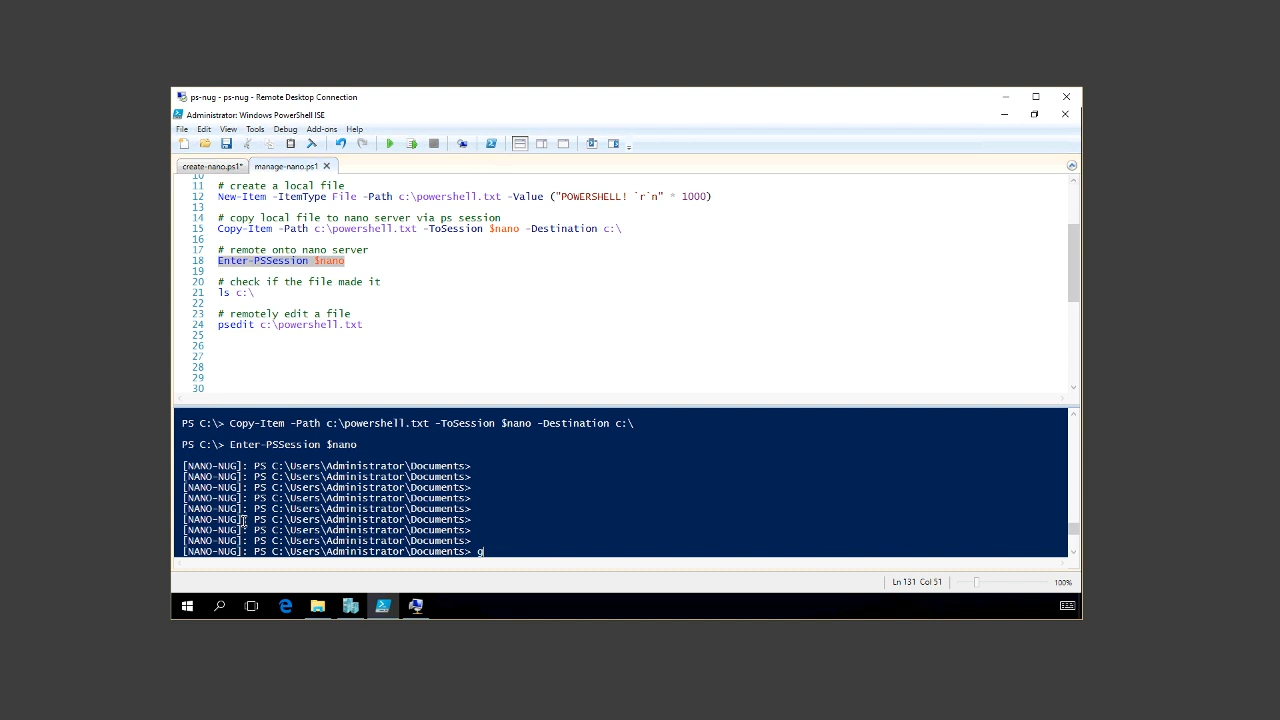 ps-nug - ps-nug - Remote Desktop Connection
Administrator: Windows PowerShell ISE
File Edit View Tools Debug Add-ons Help
create-nano.ps1* manage-nano.ps1
10
11 # create a local file
12 New-Item -ItemType File -Path c:\powershell.txt -Value ("POWERSHELL! `r`n" * 1000)
13
14 # copy local file to nano server via ps session
15 Copy-Item -Path c:\powershell.txt -ToSession $nano -Destination c:\
16
17 # remote onto nano server
18 Enter-PSSession $nano
19
20 # check if the file made it
21 ls c:\
22
23 # remotely edit a file
24 psedit c:\powershell.txt
25
26
27
28
29
30
PS C:\> Copy-Item -Path c:\powershell.txt -ToSession $nano -Destination c:\
PS C:\> Enter-PSSession $nano
[NANO-NUG]: PS C:\Users\Administrator\Documents>
[NANO-NUG]: PS C:\Users\Administrator\Documents>
[NANO-NUG]: PS C:\Users\Administrator\Documents>
[NANO-NUG]: PS C:\Users\Administrator\Documents>
[NANO-NUG]: PS C:\Users\Administrator\Documents>
[NANO-NUG]: PS C:\Users\Administrator\Documents>
[NANO-NUG]: PS C:\Users\Administrator\Documents>
[NANO-NUG]: PS C:\Users\Administrator\Documents>
[NANO-NUG]: PS C:\Users\Administrator\Documents> g
Ln 131 Col 51 100%